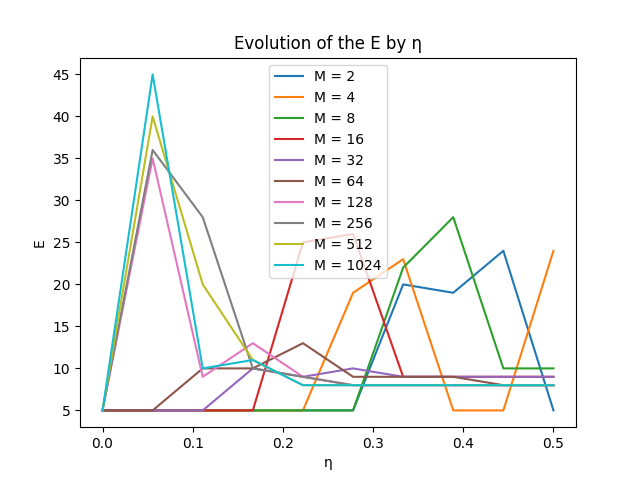 Evolution of the E by η
45
40
35
30
25
20
15
10
5
E
M = 2
M = 4
M = 8
M = 16
M = 32
M = 64
M = 128
M = 256
M = 512
M = 1024
0.0 0.1 0.2 0.3 0.4 0.5
η